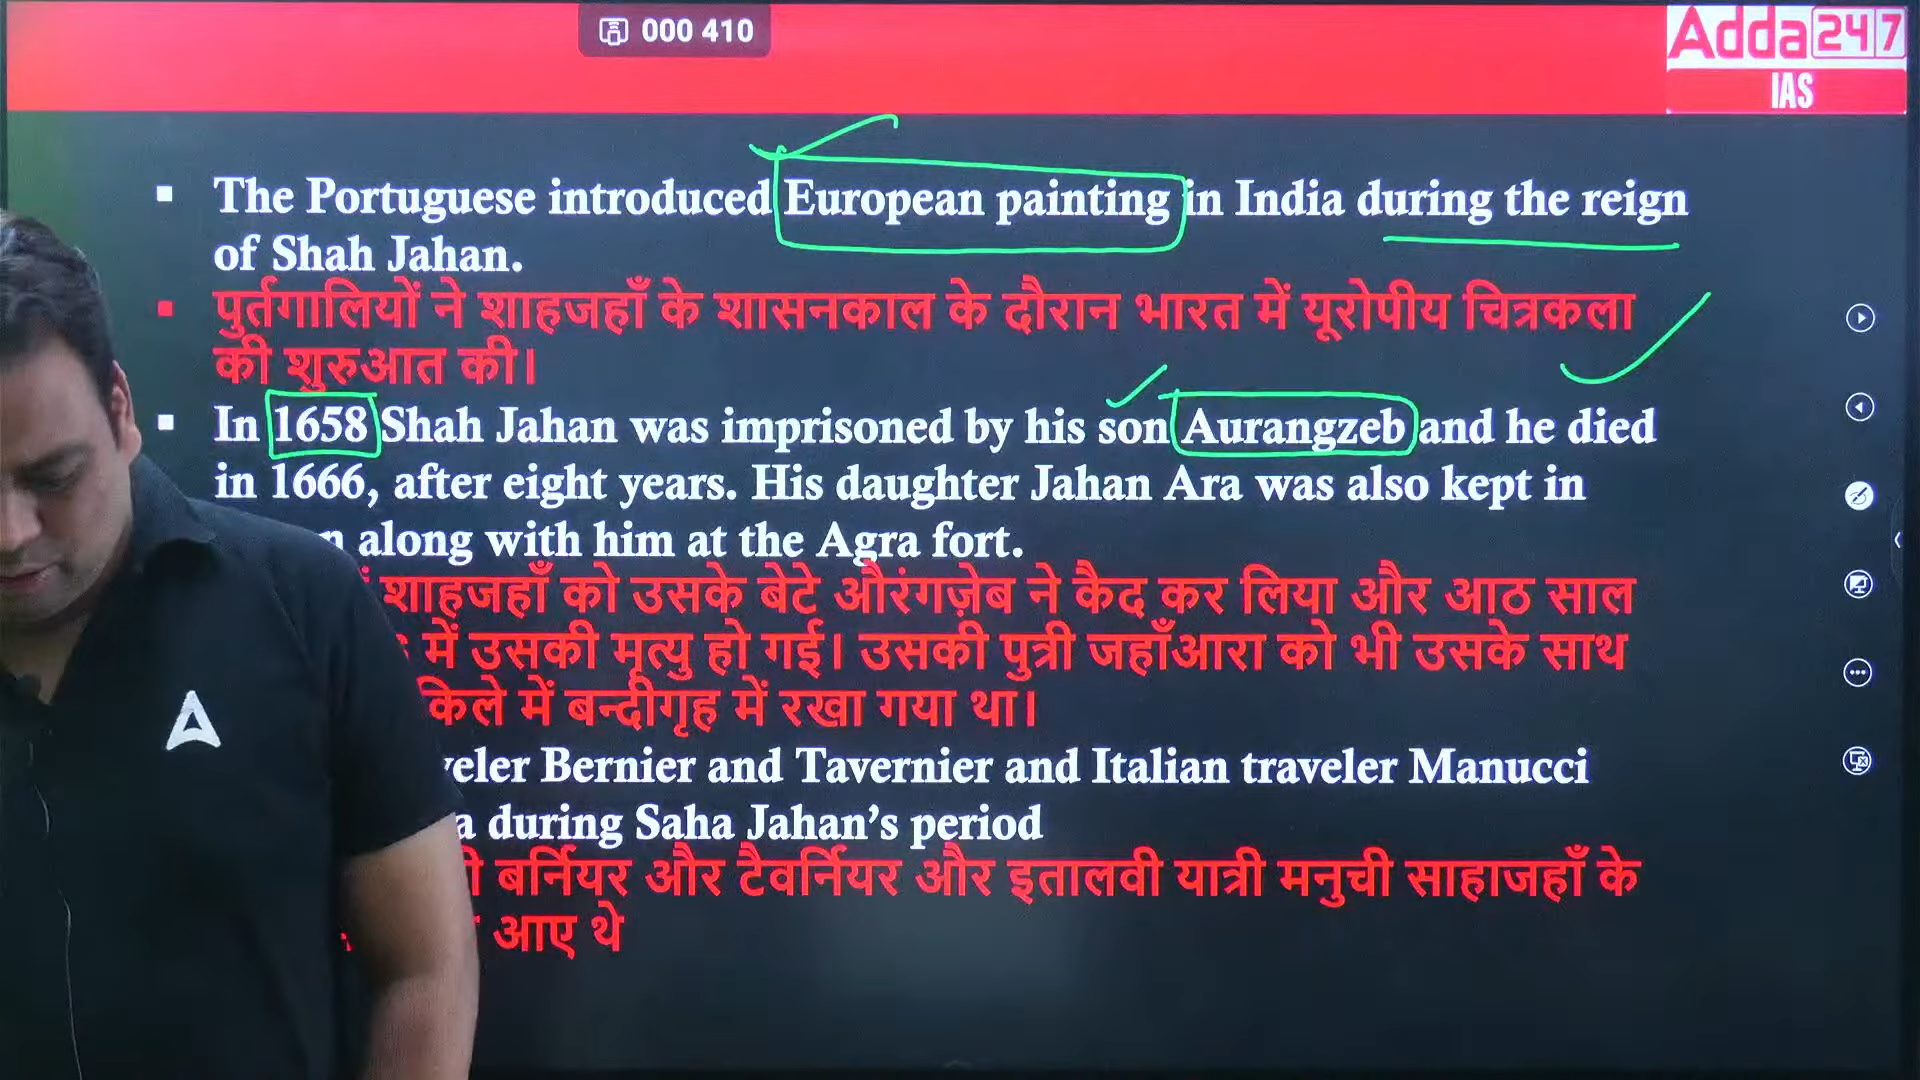 000 410
Adda247
IAS
The Portuguese introduced European painting in India during the reign
of Shah Jahan.
पुर्तगालियों ने शाहजहाँ के शासनकाल के दौरान भारत में यूरोपीय चित्रकला
की शुरुआत की।
In 1658 Shah Jahan was imprisoned by his son Aurangzeb and he died
in 1666, after eight years. His daughter Jahan Ara was also kept in
along with him at the Agra fort.
शाहजहाँ को उसके बेटे औरंगज़ेब ने कैद कर लिया और आठ साल
में उसकी मृत्यु हो गई। उसकी पुत्री जहाँआरा को भी उसके साथ
किले में बन्दीगृह में रखा गया था।
Bernier and Tavernier and Italian traveler Manucci
during Saha Jahan's period
बर्नियर और टैवर्नियर और इतालवी यात्री मनुची साहाजहाँ के
आए थे